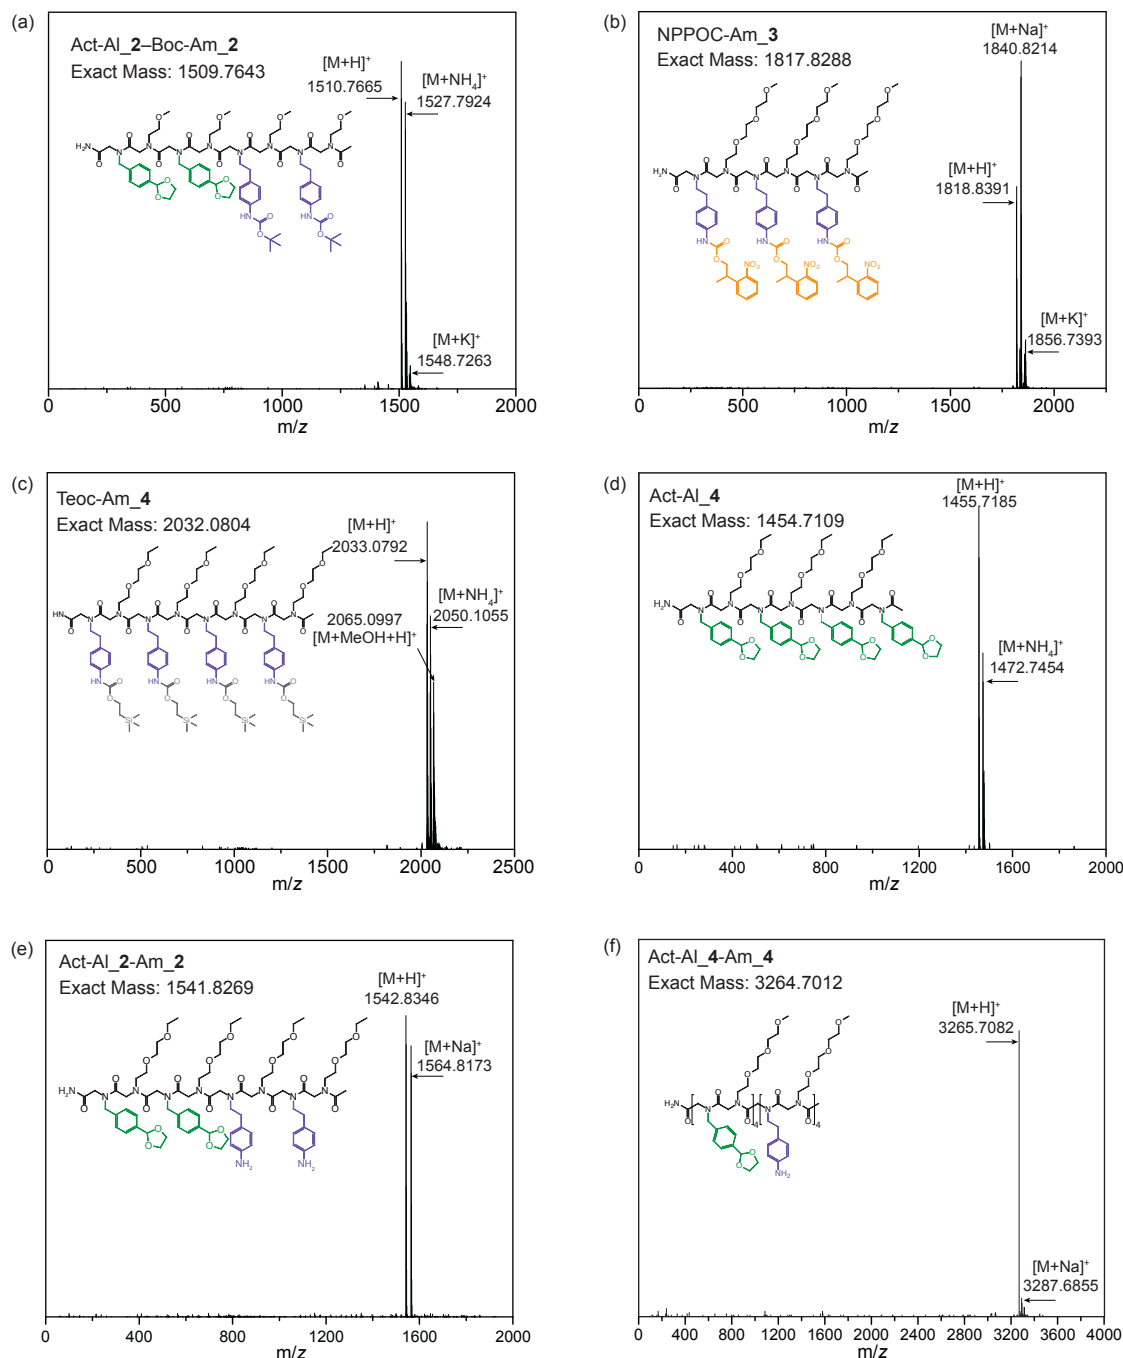 (a)
Act-Al_2–Boc-Am_2
Exact Mass: 1509.7643
[M+H]+
1510.7665
[M+NH4]+
1527.7924
[M+K]+
1548.7263
0 500 1000 1500 2000
m/z
(b)
NPPOC-Am_3
Exact Mass: 1817.8288
[M+Na]+
1840.8214
[M+H]+
1818.8391
[M+K]+
1856.7393
500 1000 1500 2000
m/z
(c)
Teoc-Am_4
Exact Mass: 2032.0804
[M+H]+
2033.0792
[M+NH4]+
2050.1055
2065.0997
[M+MeOH+H]+
0 500 1000 1500 2000 2500
m/z
(d)
Act-Al_4
Exact Mass: 1454.7109
[M+H]+
1455.7185
[M+NH4]+
1472.7454
0 400 800 1200 1600 2000
m/z
(e)
Act-Al_2-Am_2
Exact Mass: 1541.8269
[M+H]+
1542.8346
[M+Na]+
1564.8173
0 400 800 1200 1600 2000
m/z
(f)
Act-Al_4-Am_4
Exact Mass: 3264.7012
[M+H]+
3265.7082
[M+Na]+
3287.6855
400 800 1200 1600 2000 2400 2800 3200 3600 4000
m/z